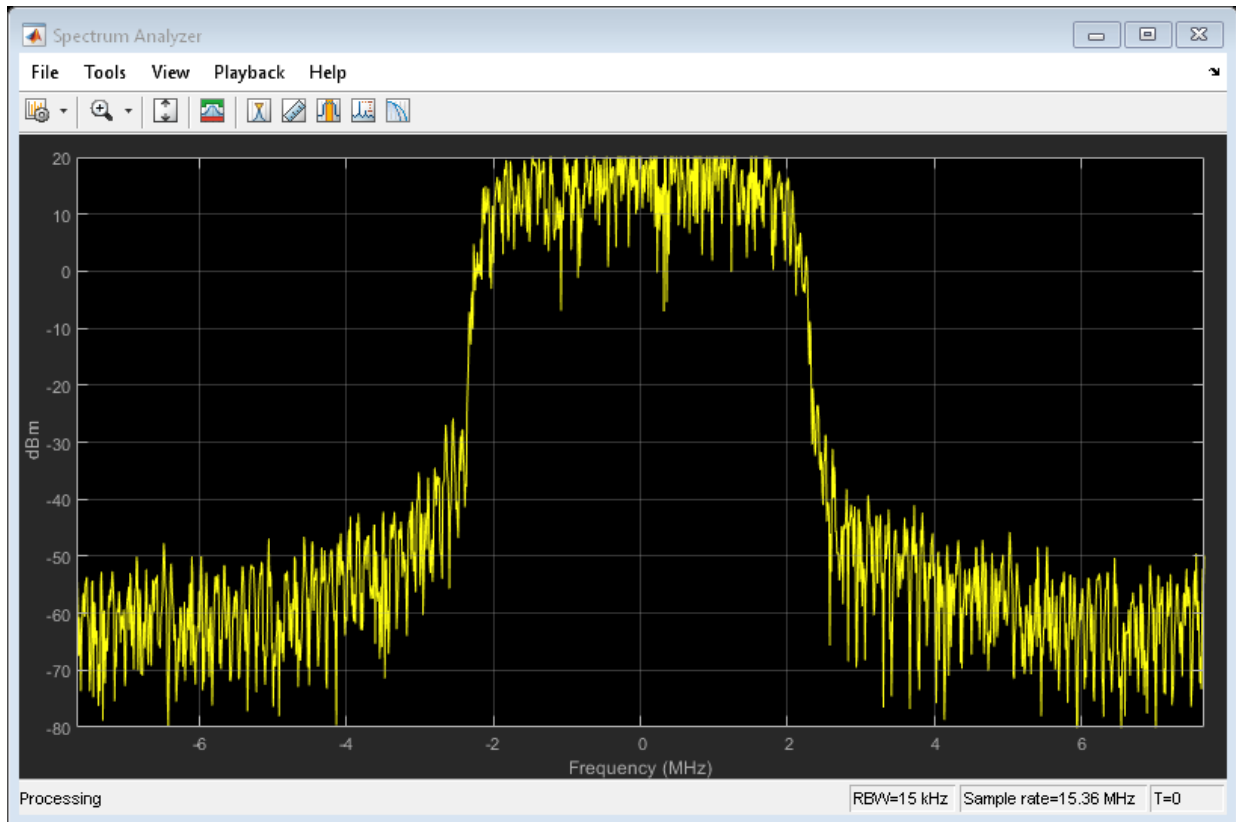 Spectrum Analyzer
File Tools View Playback Help
20
10
0
-10
-20
-30
-40
-50
-60
-70
-80
dBm
-6 -4 -2 0 2 4 6
Frequency (MHz)
Processing RBW=15 kHz Sample rate=15.36 MHz T=0